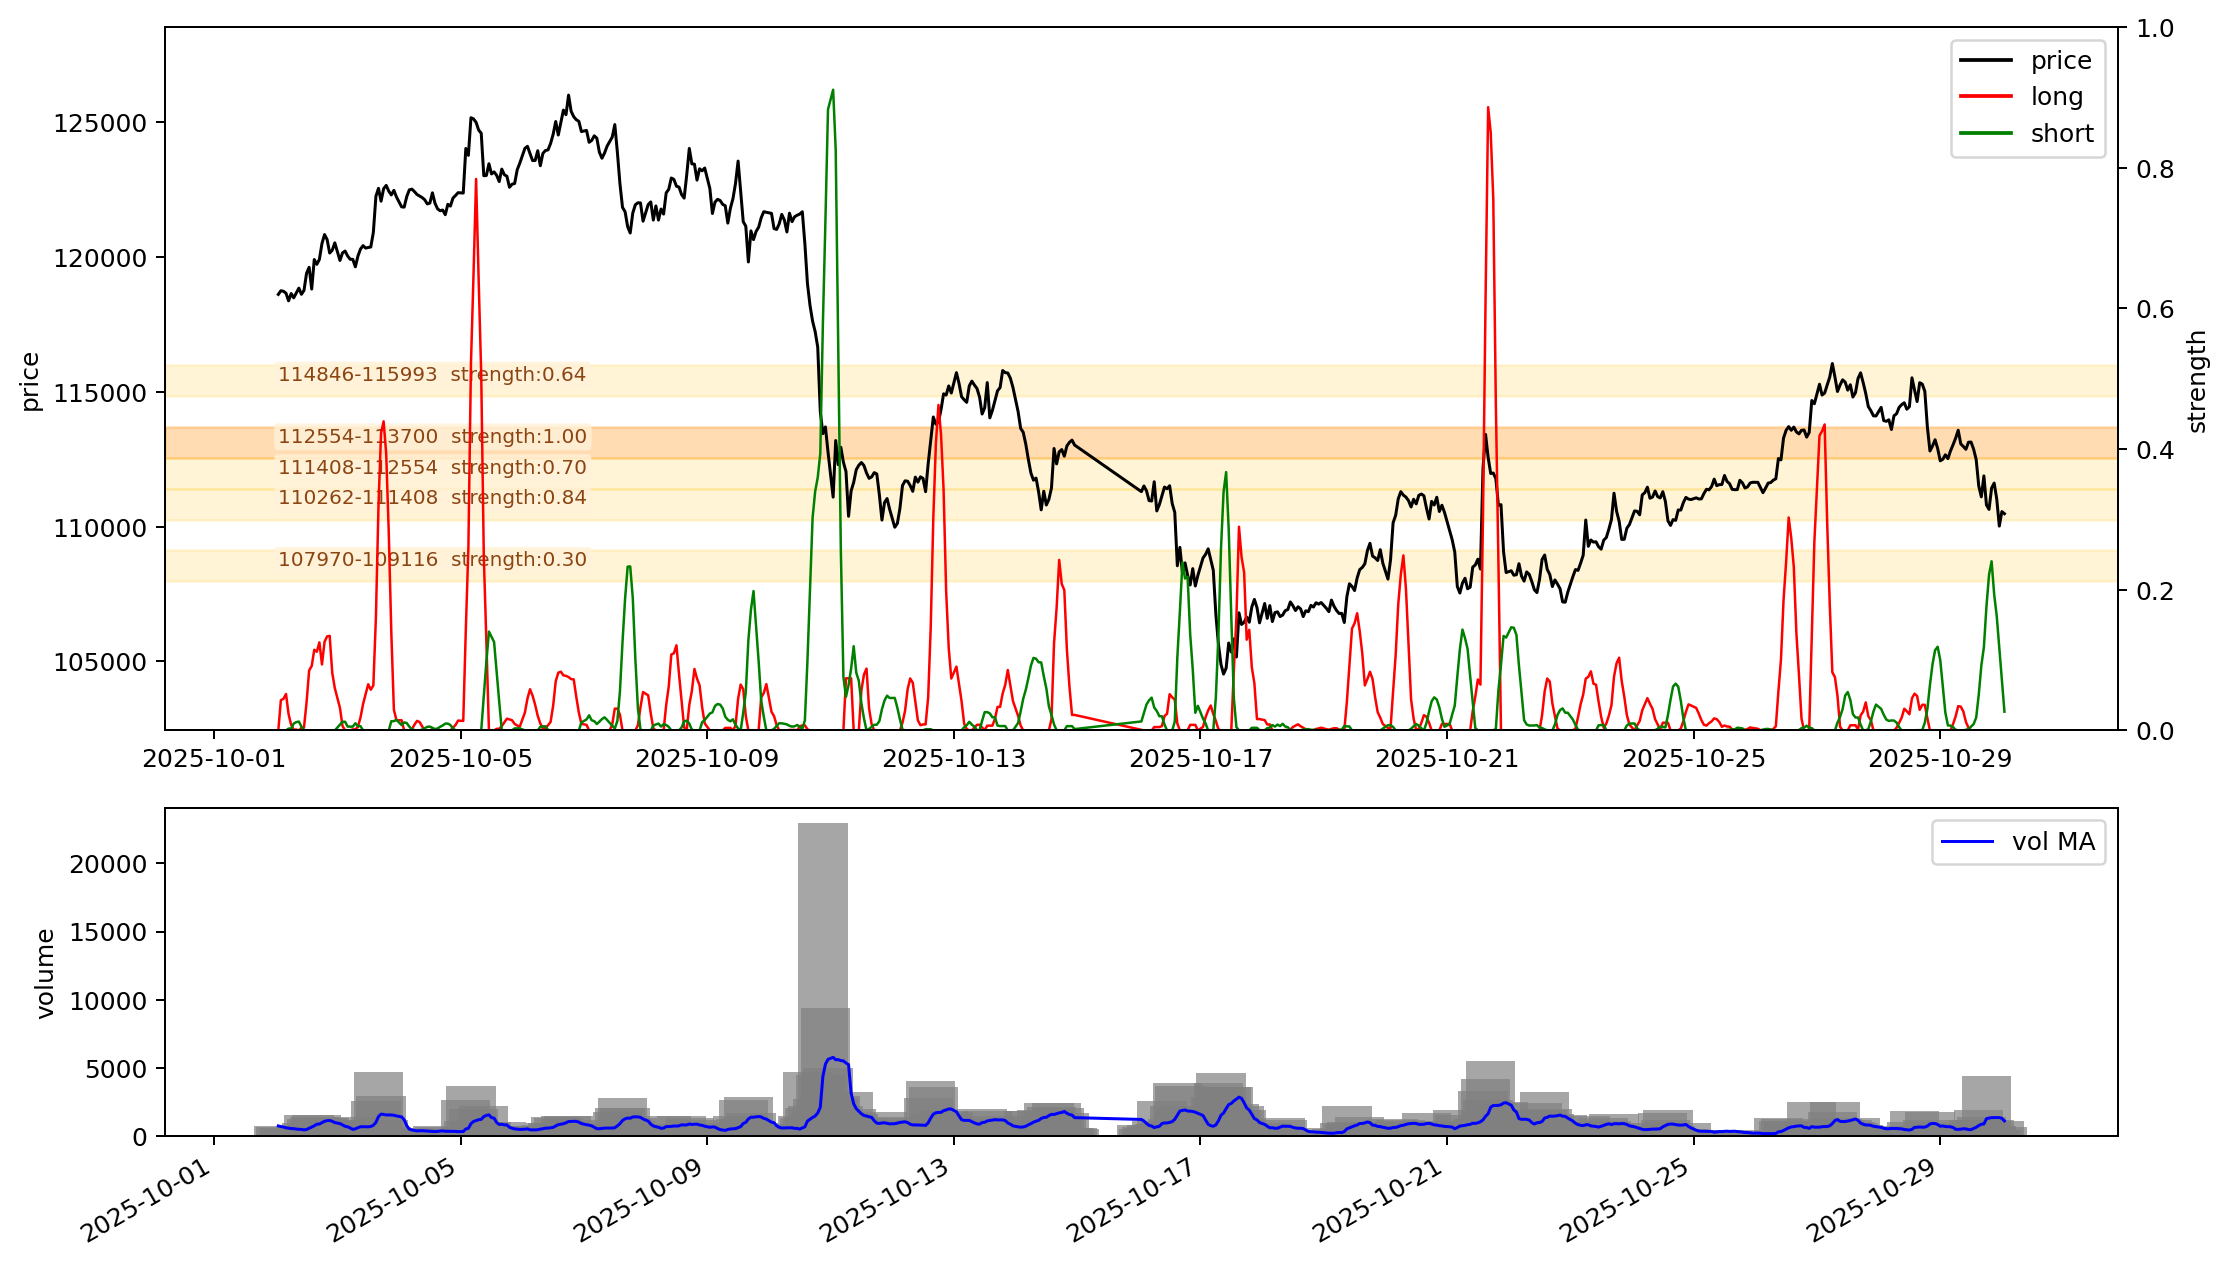 price
long
short
125000
120000
115000
110000
105000
price
1.0
0.8
0.6
0.4
0.2
0.0
strength
114846-115993 strength:0.64
112554-113700 strength:1.00
111408-112554 strength:0.70
110262-111408 strength:0.84
107970-109116 strength:0.30
2025-10-01 2025-10-05 2025-10-09 2025-10-13 2025-10-17 2025-10-21 2025-10-25 2025-10-29
vol MA
20000
15000
10000
5000
0
volume
2025-10-01 2025-10-05 2025-10-09 2025-10-13 2025-10-17 2025-10-21 2025-10-25 2025-10-29